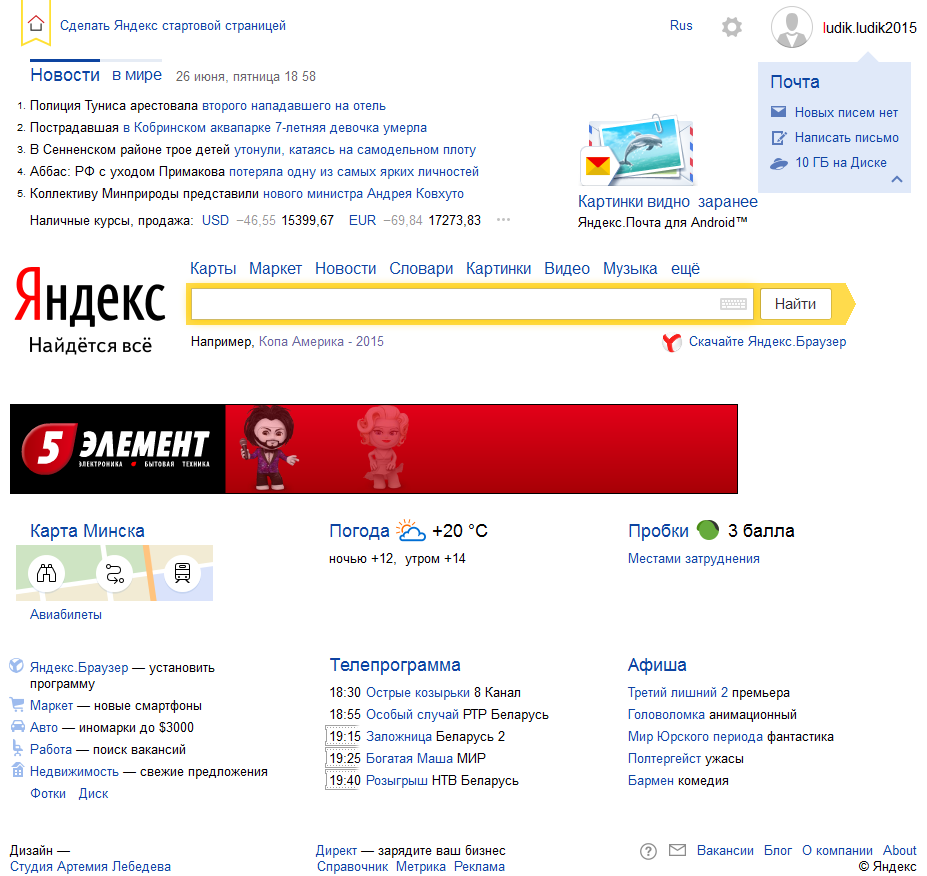 Сделать Яндекс стартовой страницей
Rus
ludik.ludik2015
Новости в мире 26 июня, пятница 18 58
1. Полиция Туниса арестовала второго нападавшего на отель
2. Пострадавшая в Кобринском аквапарке 7-летняя девочка умерла
3. В Сенненском районе трое детей утонули, катаясь на самодельном плоту
4. Аббас: РФ с уходом Примакова потеряла одну из самых ярких личностей
5. Коллективу Минприроды представили нового министра Андрея Ковхуто
Наличные курсы, продажа: USD −46,55 15399,67 EUR −69,84 17273,83 ···
Картинки видно заранее
Яндекс.Почта для Android™
Почта
Новых писем нет
Написать письмо
10 ГБ на Диске
Карты Маркет Новости Словари Картинки Видео Музыка ещё
Яндекс
Найдётся всё
Найти
Например, Копа Америка - 2015
Скачайте Яндекс.Браузер
5 ЭЛЕМЕНТ
ЭЛЕКТРОНИКА • БЫТОВАЯ ТЕХНИКА
Карта Минска
Авиабилеты
Погода +20 °C
ночью +12, утром +14
Пробки 3 балла
Местами затруднения
Яндекс.Браузер — установить
программу
Маркет — новые смартфоны
Авто — иномарки до $3000
Работа — поиск вакансий
Недвижимость — свежие предложения
Фотки Диск
Телепрограмма
18:30 Острые козырьки 8 Канал
18:55 Особый случай РТР Беларусь
19:15 Заложница Беларусь 2
19:25 Богатая Маша МИР
19:40 Розыгрыш НТВ Беларусь
Афиша
Третий лишний 2 премьера
Головоломка анимационный
Мир Юрского периода фантастика
Полтергейст ужасы
Бармен комедия
Дизайн —
Студия Артемия Лебедева
Директ — зарядите ваш бизнес
Справочник Метрика Реклама
? Вакансии Блог О компании About
© Яндекс